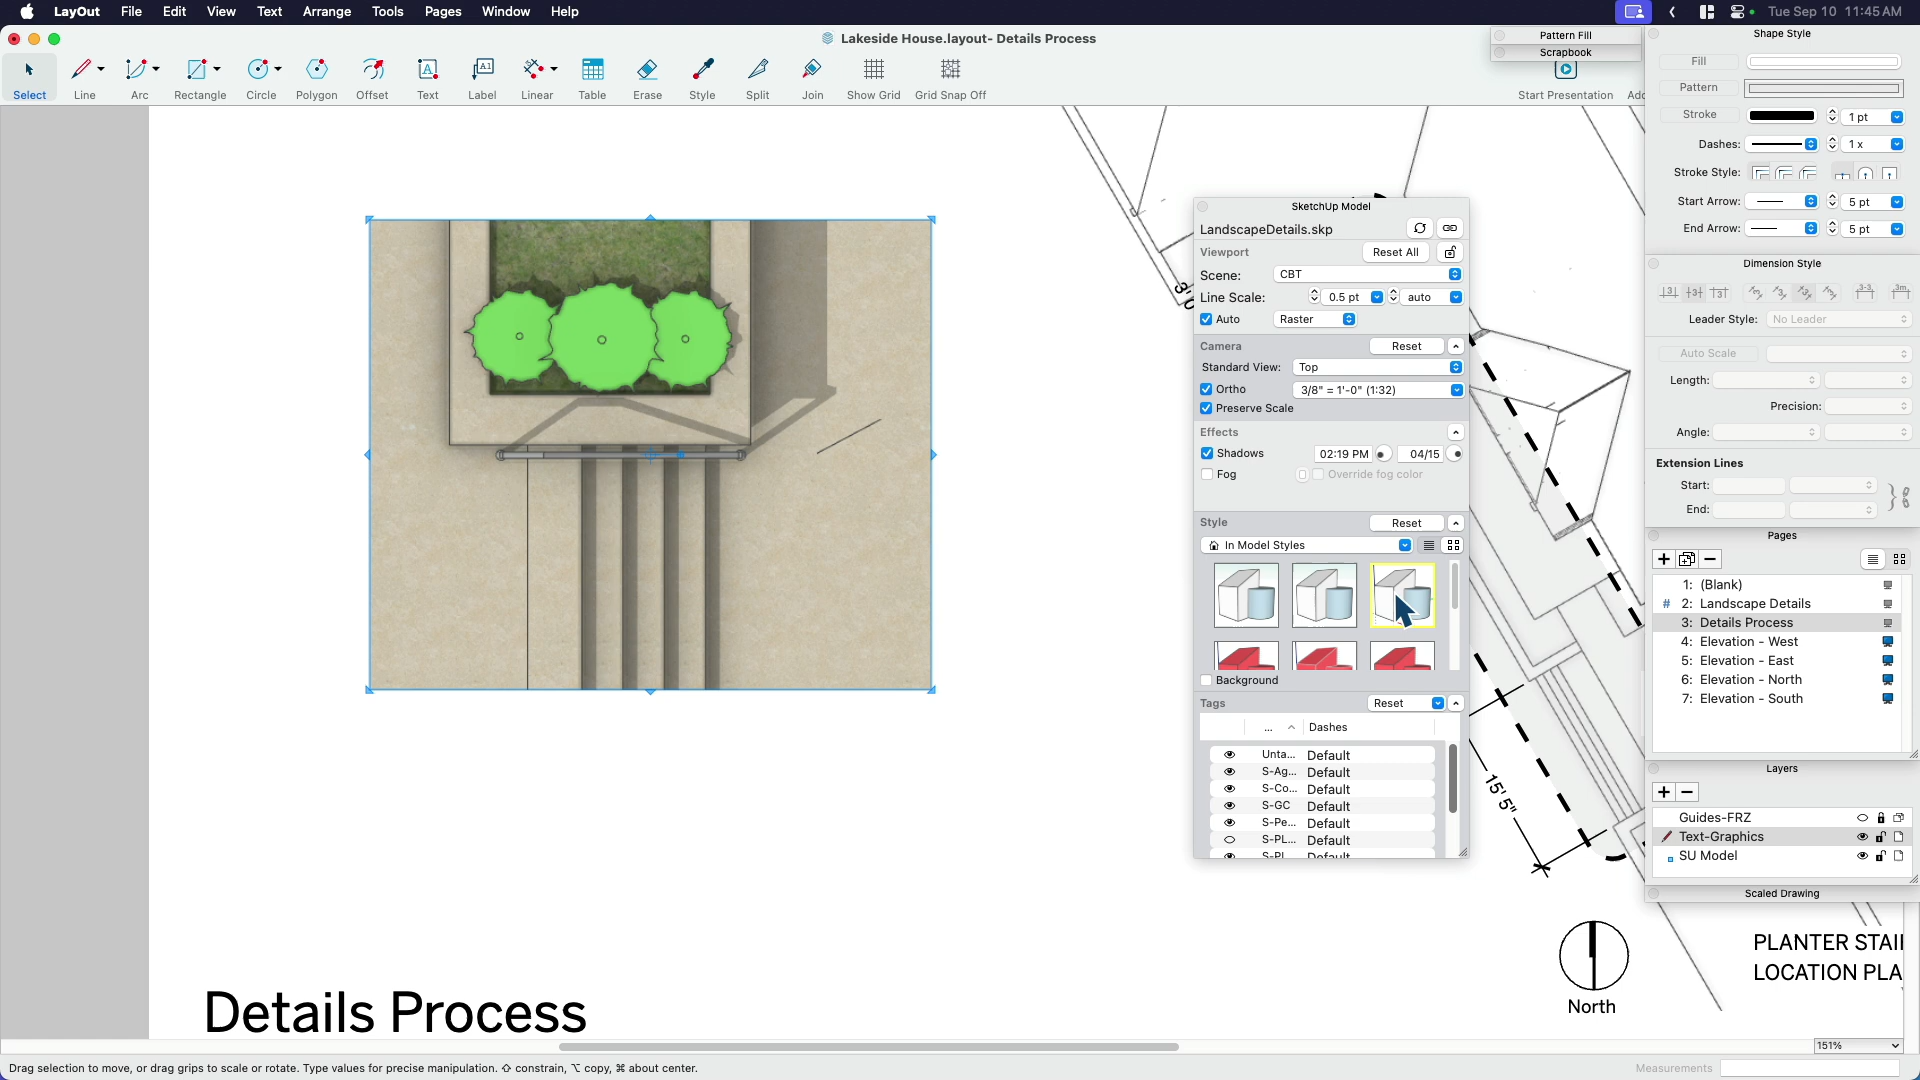 LayOut File Edit View Text Arrange Tools Pages Window Help
Tue Sep 10 11:45 AM
Lakeside House.layout- Details Process
Select Line Arc Rectangle Circle Polygon Offset Text Label Linear Table Erase Style Split Join Show Grid Grid Snap Off
Start Presentation
Pattern Fill
Scrapbook
Shape Style
Fill
Pattern
Stroke 1 pt
Dashes: 1 x
Stroke Style:
Start Arrow: 5 pt
End Arrow: 5 pt
Dimension Style
Leader Style: No Leader
Auto Scale
Length:
Precision:
Angle:
Extension Lines
Start:
End:
Pages
1: (Blank)
# 2: Landscape Details
3: Details Process
4: Elevation - West
5: Elevation - East
6: Elevation - North
7: Elevation - South
Layers
Guides-FRZ
Text-Graphics
SU Model
Scaled Drawing
SketchUp Model
LandscapeDetails.skp
Viewport Reset All
Scene: CBT
Line Scale: 0.5 pt auto
Auto Raster
Camera Reset
Standard View: Top
Ortho 3/8" = 1'-0" (1:32)
Preserve Scale
Effects
Shadows 02:19 PM 04/15
Fog Override fog color
Style Reset
In Model Styles
Background
Tags Reset
... Dashes
Unta... Default
S-Ag... Default
S-Co... Default
S-GC Default
S-Pe... Default
S-PL... Default
S-Pl... Default
15' 5"
North
PLANTER STAI
LOCATION PLA
Details Process
151%
Drag selection to move, or drag grips to scale or rotate. Type values for precise manipulation. ⇧ constrain, ⌥ copy, ⌘ about center.
Measurements